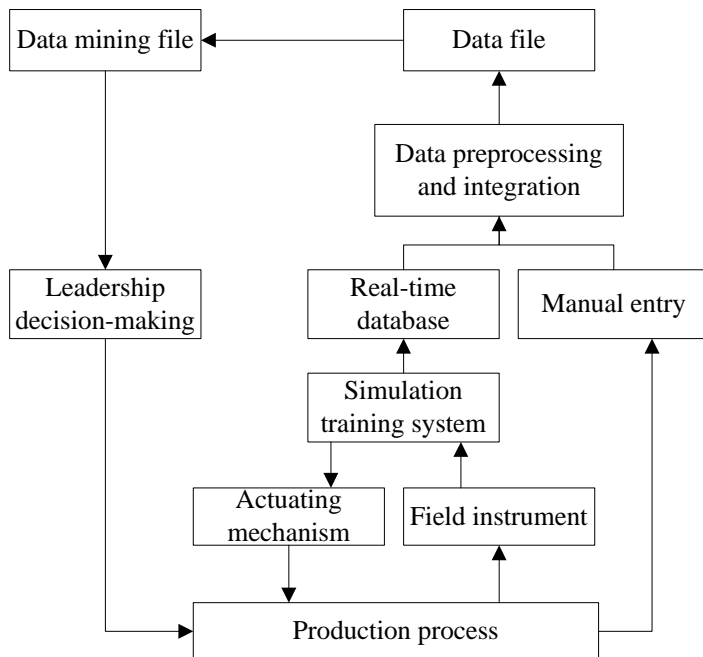 Data mining file
Data file
Data preprocessing
and integration
Leadership
decision-making
Real-time
database
Manual entry
Simulation
training system
Actuating
mechanism
Field instrument
Production process